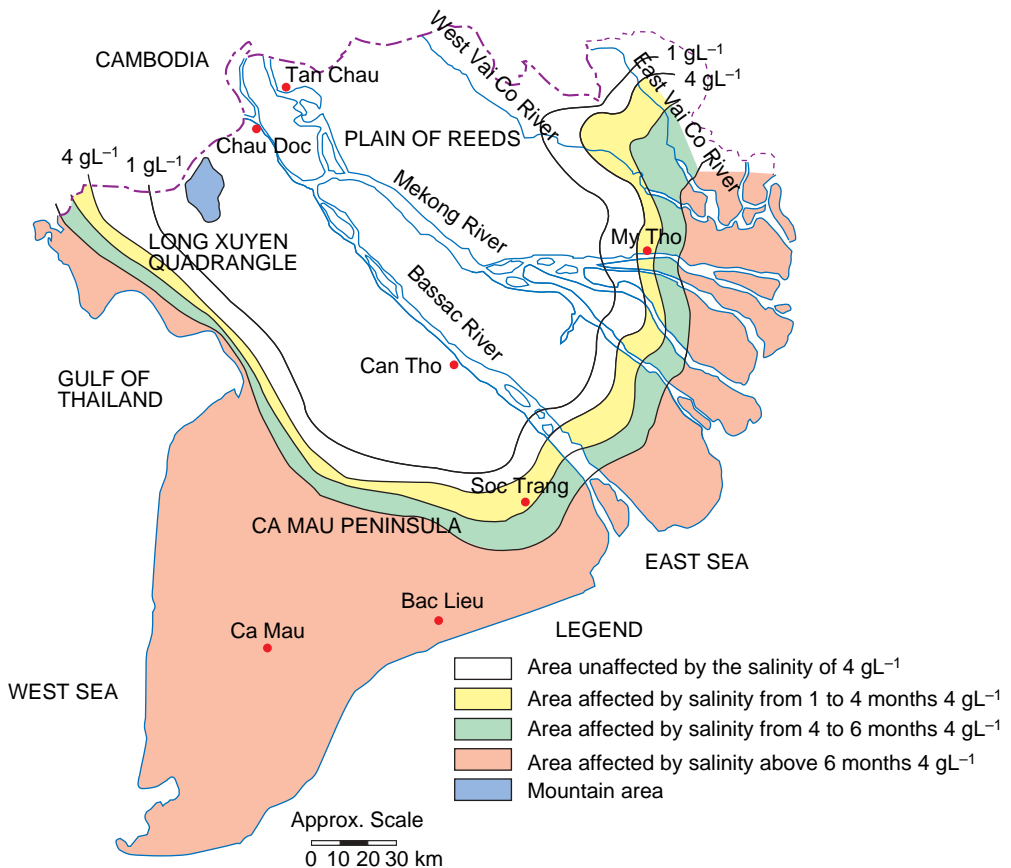 CAMBODIA
Tan Chau
Chau Doc
West Vai Co River
East Vai Co River
1 gL⁻¹
4 gL⁻¹
PLAIN OF REEDS
4 gL⁻¹
1 gL⁻¹
Mekong River
LONG XUYEN
QUADRANGLE
My Tho
Bassac River
Can Tho
GULF OF
THAILAND
Soc Trang
CA MAU PENINSULA
EAST SEA
Bac Lieu
Ca Mau
WEST SEA
LEGEND
Area unaffected by the salinity of 4 gL⁻¹
Area affected by salinity from 1 to 4 months 4 gL⁻¹
Area affected by salinity from 4 to 6 months 4 gL⁻¹
Area affected by salinity above 6 months 4 gL⁻¹
Mountain area
Approx. Scale
0 10 20 30 km